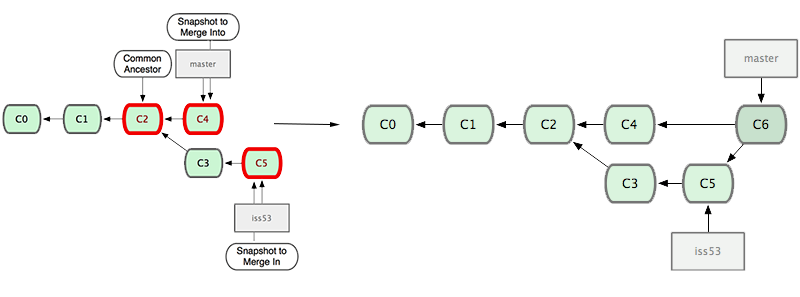 Snapshot to
Merge Into
Common
Ancestor
master
C0
C1
C2
C4
C3
C5
iss53
Snapshot to
Merge In
master
C0
C1
C2
C4
C6
C3
C5
iss53